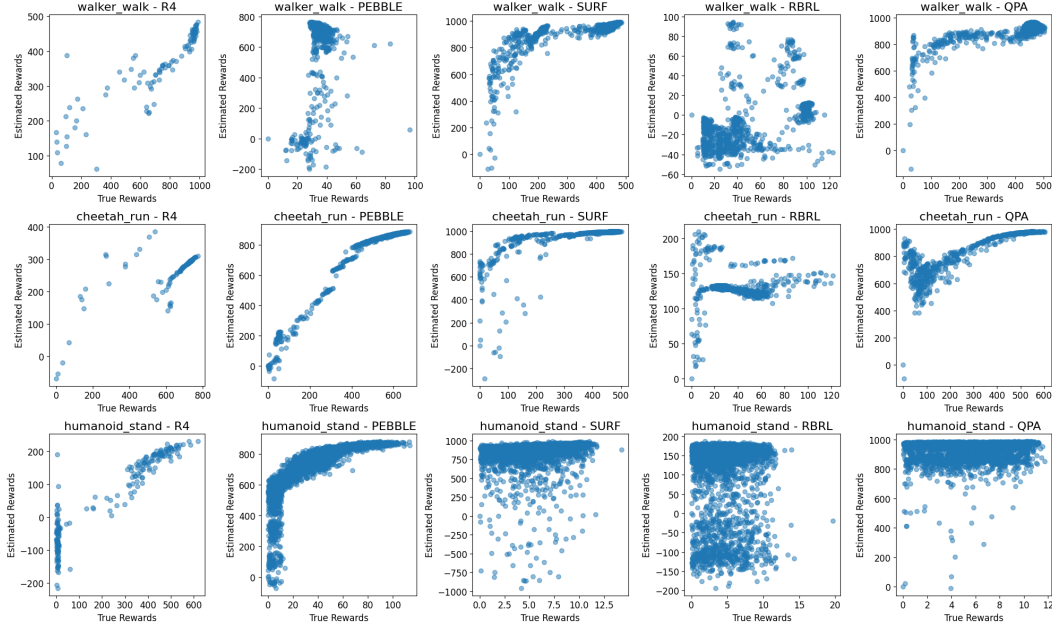 walker_walk - R4
walker_walk - PEBBLE
walker_walk - SURF
walker_walk - RBRL
walker_walk - QPA
Estimated Rewards
500
400
300
200
100
0 200 400 600 800 1000
True Rewards
Estimated Rewards
800
600
400
200
0
−200
0 20 40 60 80 100
True Rewards
Estimated Rewards
1000
800
600
400
200
0
0 100 200 300 400 500
True Rewards
Estimated Rewards
100
80
60
40
20
0
−20
−40
−60
0 20 40 60 80 100 120
True Rewards
Estimated Rewards
1000
800
600
400
200
0
0 100 200 300 400 500
True Rewards
cheetah_run - R4
cheetah_run - PEBBLE
cheetah_run - SURF
cheetah_run - RBRL
cheetah_run - QPA
Estimated Rewards
400
300
200
100
0
0 200 400 600 800
True Rewards
Estimated Rewards
800
600
400
200
0
0 200 400 600
True Rewards
Estimated Rewards
1000
800
600
400
200
0
−200
0 100 200 300 400 500
True Rewards
Estimated Rewards
200
150
100
50
0
0 20 40 60 80 100 120
True Rewards
Estimated Rewards
1000
800
600
400
200
0
0 100 200 300 400 500 600
True Rewards
humanoid_stand - R4
humanoid_stand - PEBBLE
humanoid_stand - SURF
humanoid_stand - RBRL
humanoid_stand - QPA
Estimated Rewards
200
100
0
−100
−200
0 100 200 300 400 500 600
True Rewards
Estimated Rewards
800
600
400
200
0
0 20 40 60 80 100
True Rewards
Estimated Rewards
1000
750
500
250
0
−250
−500
−750
−1000
0.0 2.5 5.0 7.5 10.0 12.5
True Rewards
Estimated Rewards
200
150
100
50
0
−50
−100
−150
−200
0 5 10 15 20
True Rewards
Estimated Rewards
1000
800
600
400
200
0
0 2 4 6 8 10 12
True Rewards